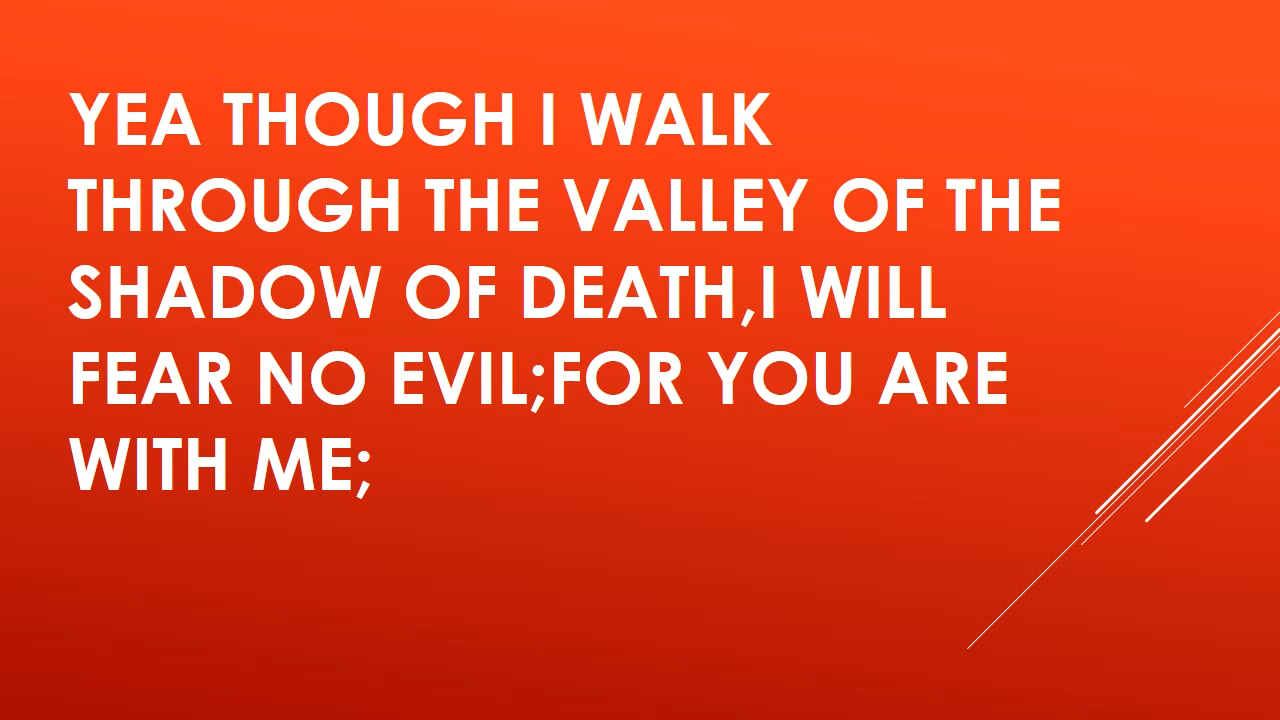 YEA THOUGH I WALK
THROUGH THE VALLEY OF THE
SHADOW OF DEATH,I WILL
FEAR NO EVIL;FOR YOU ARE
WITH ME;